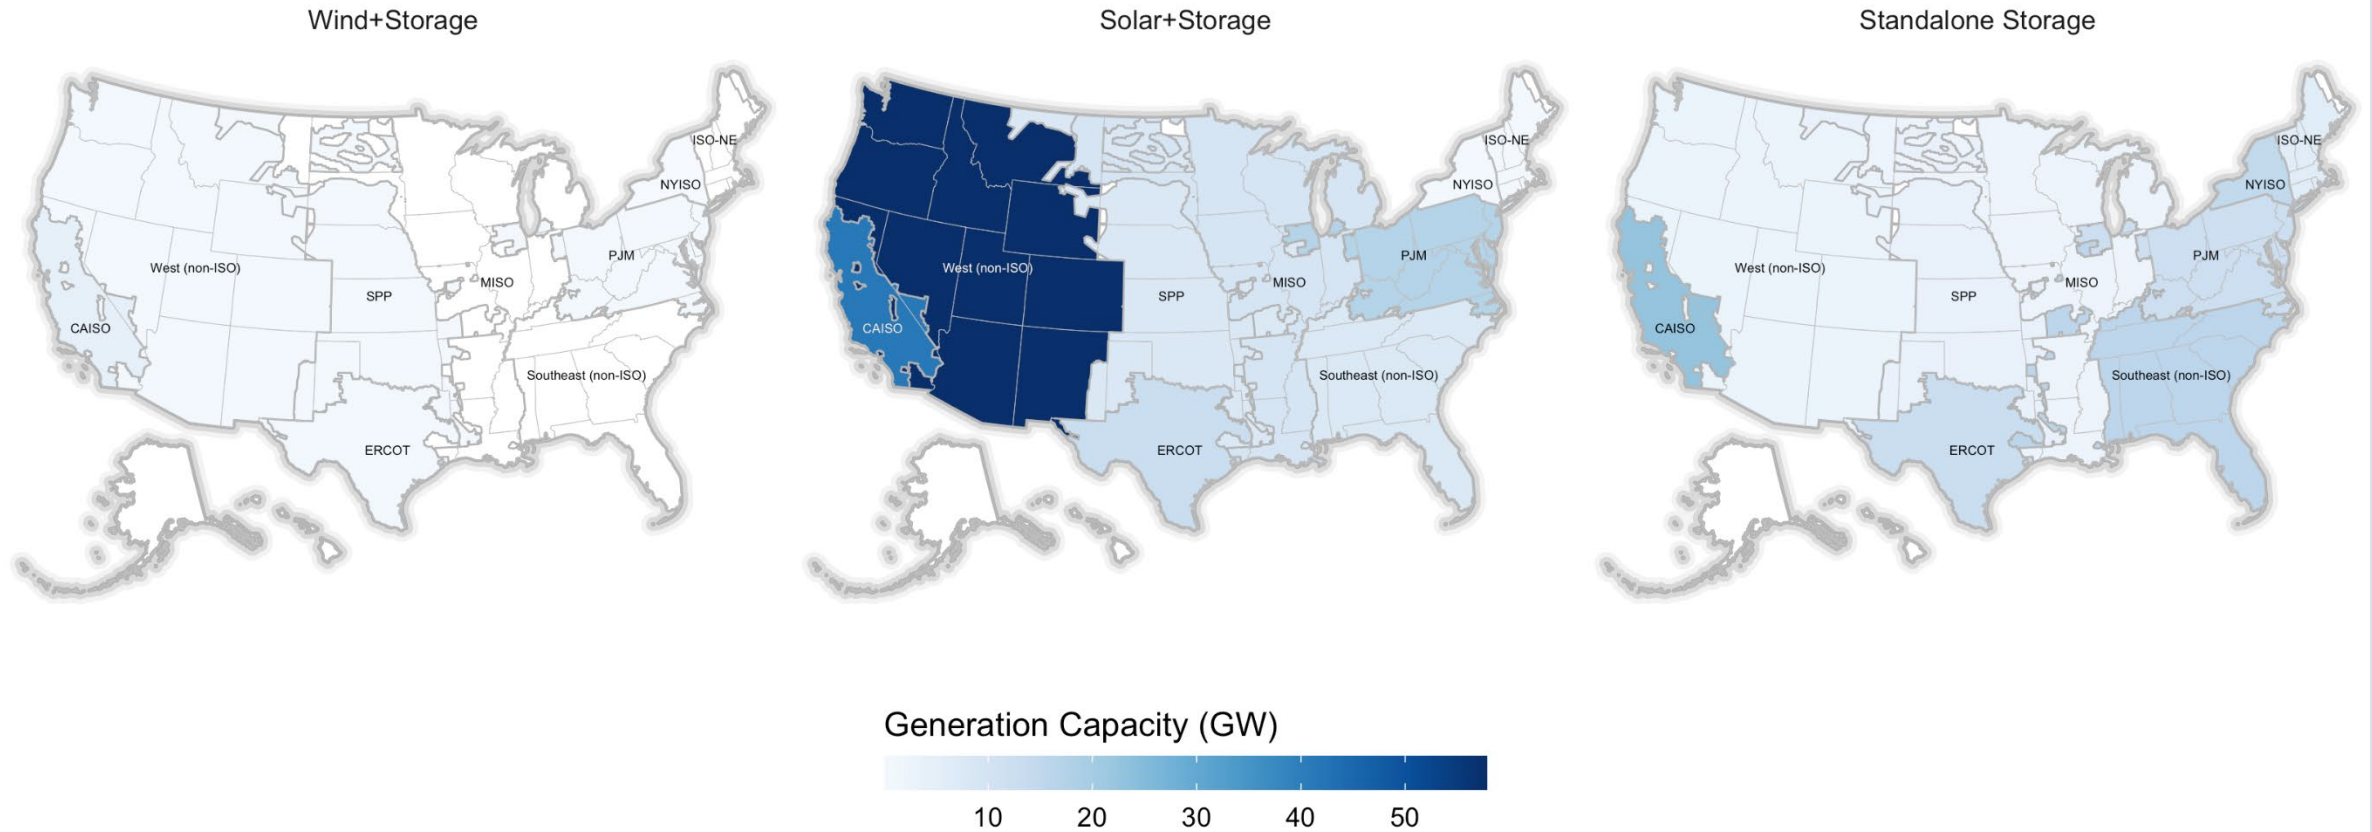 Wind+Storage
Solar+Storage
Standalone Storage
ISO-NE
NYISO
PJM
West (non-ISO)
MISO
SPP
CAISO
Southeast (non-ISO)
ERCOT
ISO-NE
NYISO
PJM
West (non-ISO)
MISO
SPP
CAISO
Southeast (non-ISO)
ERCOT
ISO-NE
NYISO
PJM
West (non-ISO)
MISO
SPP
CAISO
Southeast (non-ISO)
ERCOT
Generation Capacity (GW)
10 20 30 40 50